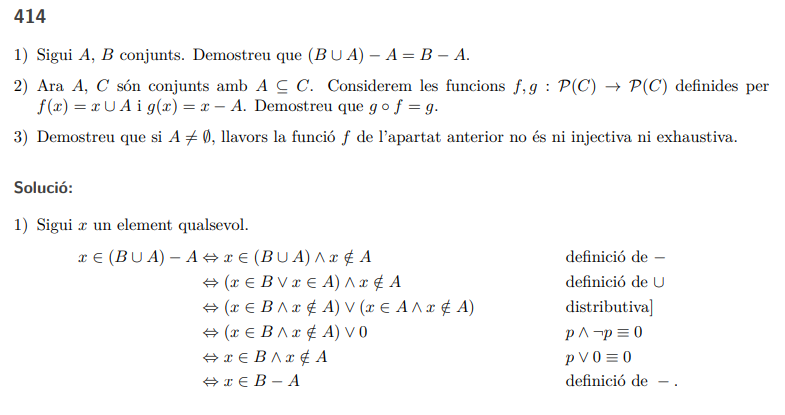 414
1) Sigui A, B conjunts. Demostreu que (B ∪ A) − A = B − A.
2) Ara A, C són conjunts amb A ⊆ C. Considerem les funcions f, g : P(C) → P(C) definides per
f(x) = x ∪ A i g(x) = x − A. Demostreu que g ∘ f = g.
3) Demostreu que si A ≠ ∅, llavors la funció f de l'apartat anterior no és ni injectiva ni exhaustiva.
Solució:
1) Sigui x un element qualsevol.
x ∈ (B ∪ A) − A ⇔ x ∈ (B ∪ A) ∧ x ∉ A definició de −
⇔ (x ∈ B ∨ x ∈ A) ∧ x ∉ A definició de ∪
⇔ (x ∈ B ∧ x ∉ A) ∨ (x ∈ A ∧ x ∉ A) distributiva]
⇔ (x ∈ B ∧ x ∉ A) ∨ 0 p ∧ ¬p ≡ 0
⇔ x ∈ B ∧ x ∉ A p ∨ 0 ≡ 0
⇔ x ∈ B − A definició de − .